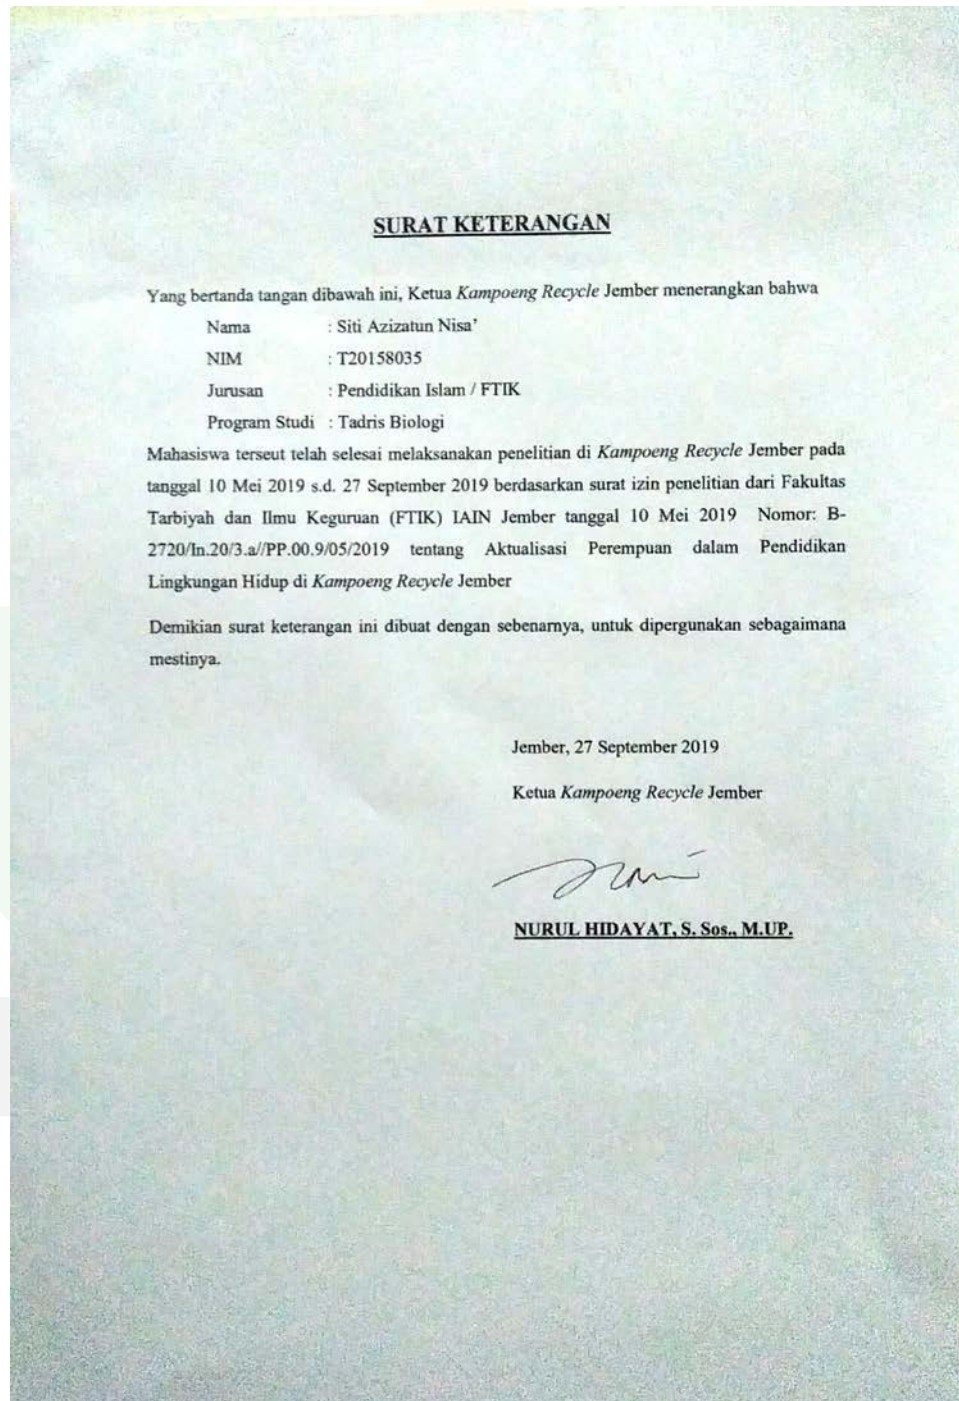 SURAT KETERANGAN
Yang bertanda tangan dibawah ini, Ketua Kampoeng Recycle Jember menerangkan bahwa
Nama : Siti Azizatun Nisa’
NIM : T20158035
Jurusan : Pendidikan Islam / FTIK
Program Studi : Tadris Biologi
Mahasiswa terseut telah selesai melaksanakan penelitian di Kampoeng Recycle Jember pada
tanggal 10 Mei 2019 s.d. 27 September 2019 berdasarkan surat izin penelitian dari Fakultas
Tarbiyah dan Ilmu Keguruan (FTIK) IAIN Jember tanggal 10 Mei 2019 Nomor: B-
2720/In.20/3.a//PP.00.9/05/2019 tentang Aktualisasi Perempuan dalam Pendidikan
Lingkungan Hidup di Kampoeng Recycle Jember
Demikian surat keterangan ini dibuat dengan sebenarnya, untuk dipergunakan sebagaimana
mestinya.
Jember, 27 September 2019
Ketua Kampoeng Recycle Jember
NURUL HIDAYAT, S. Sos., M.UP.